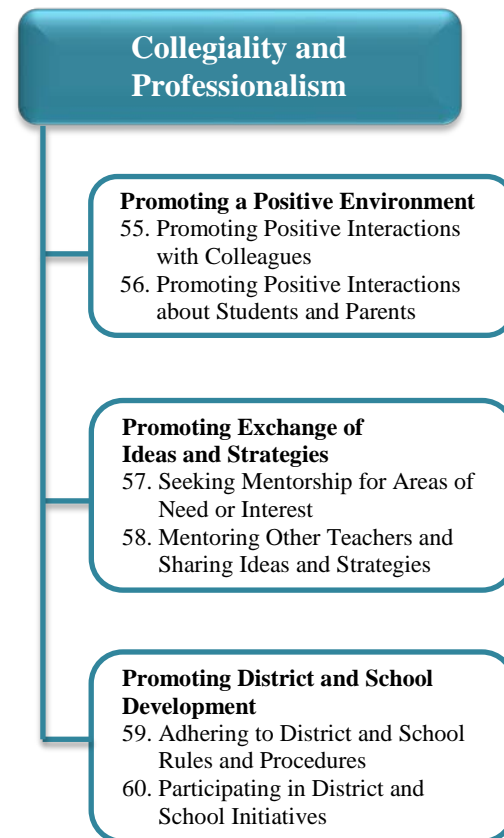 Collegiality and
Professionalism
Promoting a Positive Environment
55. Promoting Positive Interactions
with Colleagues
56. Promoting Positive Interactions
about Students and Parents
Promoting Exchange of
Ideas and Strategies
57. Seeking Mentorship for Areas of
Need or Interest
58. Mentoring Other Teachers and
Sharing Ideas and Strategies
Promoting District and School
Development
59. Adhering to District and School
Rules and Procedures
60. Participating in District and
School Initiatives